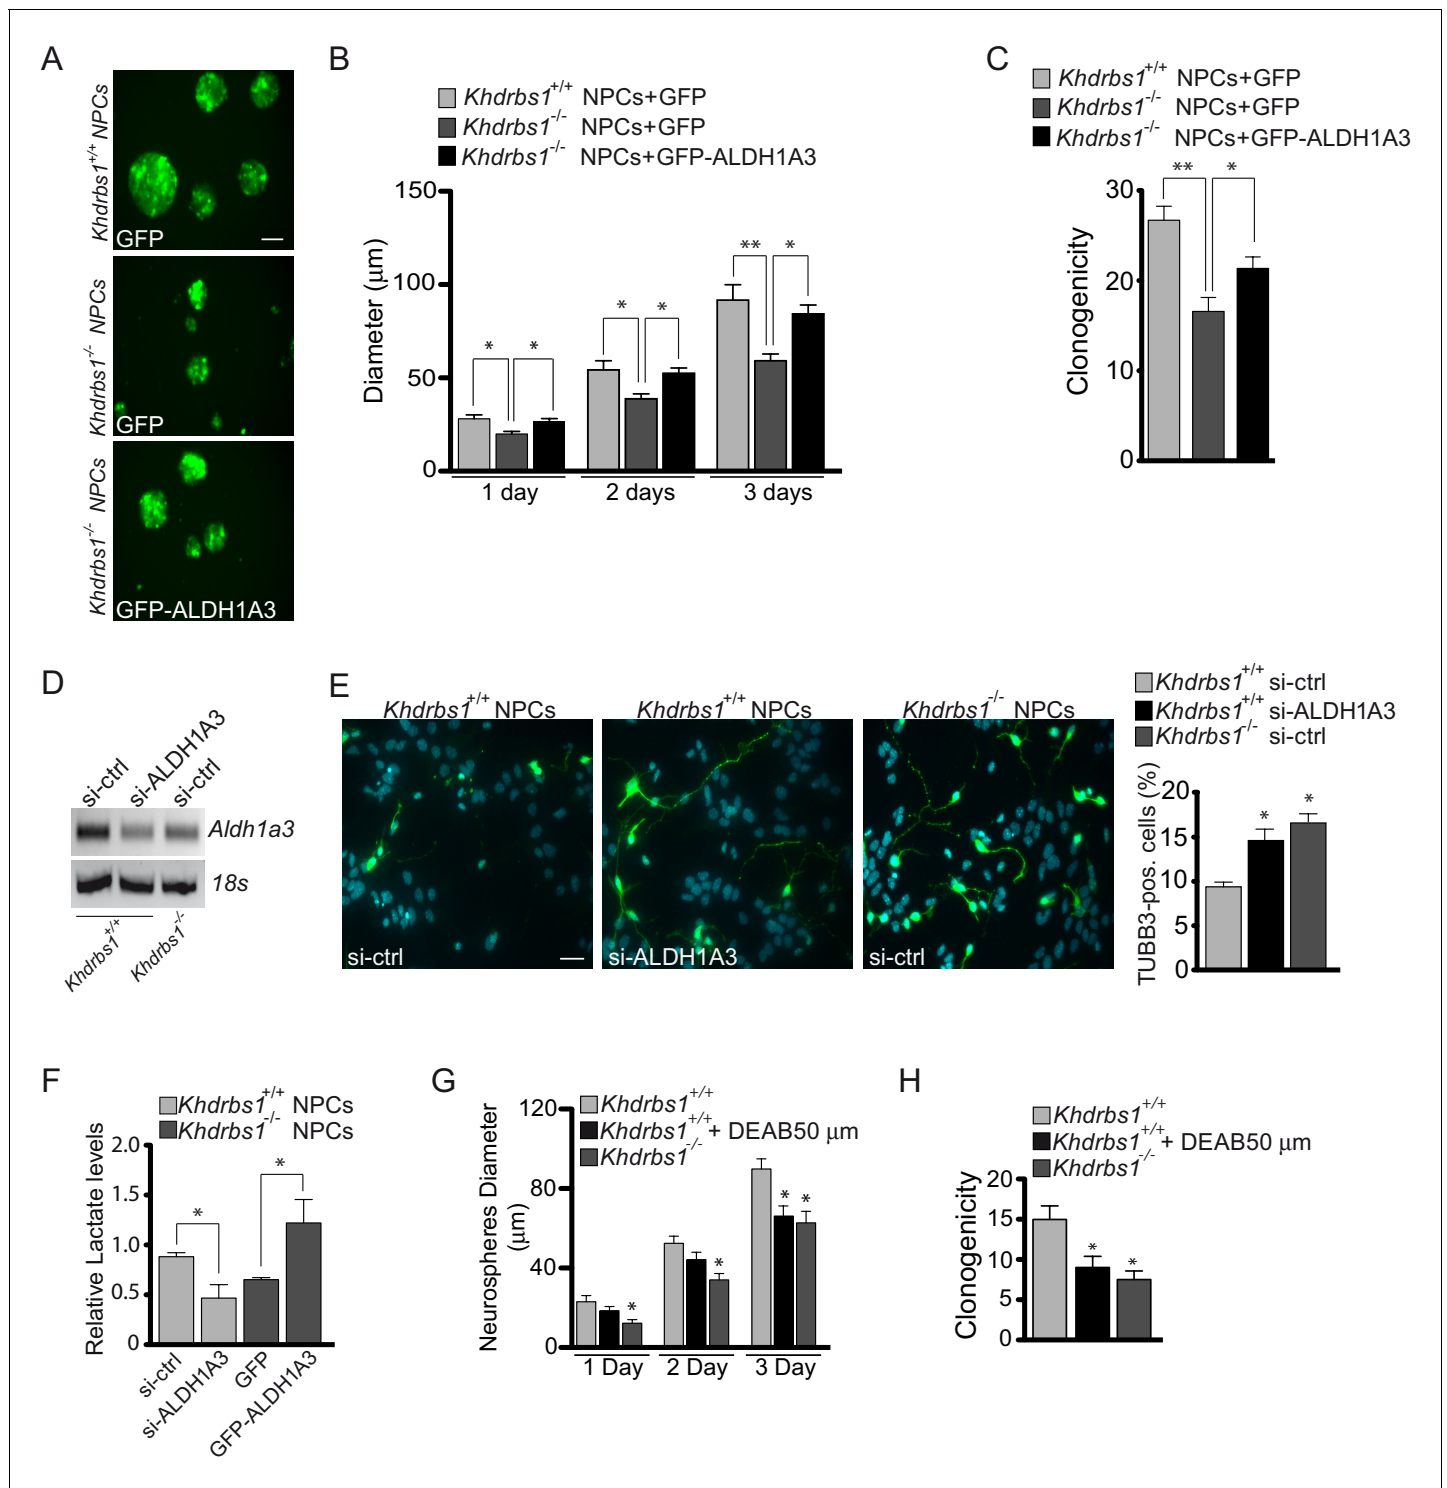 A
Khdrbs1+/+ NPCs
GFP
Khdrbs1-/- NPCs
GFP
Khdrbs1-/- NPCs
GFP-ALDH1A3
B
Khdrbs1+/+ NPCs+GFP
Khdrbs1-/- NPCs+GFP
Khdrbs1-/- NPCs+GFP-ALDH1A3
Diameter (μm)
150
100
50
0
* *
* *
** *
1 day 2 days 3 days
C
Khdrbs1+/+ NPCs+GFP
Khdrbs1-/- NPCs+GFP
Khdrbs1-/- NPCs+GFP-ALDH1A3
Clonogenicity
30
20
10
0
** *
D
si-ctrl si-ALDH1A3 si-ctrl
Aldh1a3
18s
Khdrbs1+/+ Khdrbs1-/-
E
Khdrbs1+/+ NPCs Khdrbs1+/+ NPCs Khdrbs1-/- NPCs
si-ctrl si-ALDH1A3 si-ctrl
Khdrbs1+/+ si-ctrl
Khdrbs1+/+ si-ALDH1A3
Khdrbs1-/- si-ctrl
TUBB3-pos. cells (%)
20
15
10
5
0
* *
F
Khdrbs1+/+ NPCs
Khdrbs1-/- NPCs
Relative Lactate levels
2.0
1.5
1.0
0.5
0
* *
si-ctrl si-ALDH1A3 GFP GFP-ALDH1A3
G
Khdrbs1+/+
Khdrbs1+/+ + DEAB50 μm
Khdrbs1-/-
Neurospheres Diameter
(μm)
120
80
40
0
*
*
* *
1 Day 2 Day 3 Day
H
Khdrbs1+/+
Khdrbs1+/+ + DEAB50 μm
Khdrbs1-/-
Clonogenicity
20
15
10
5
0
* *